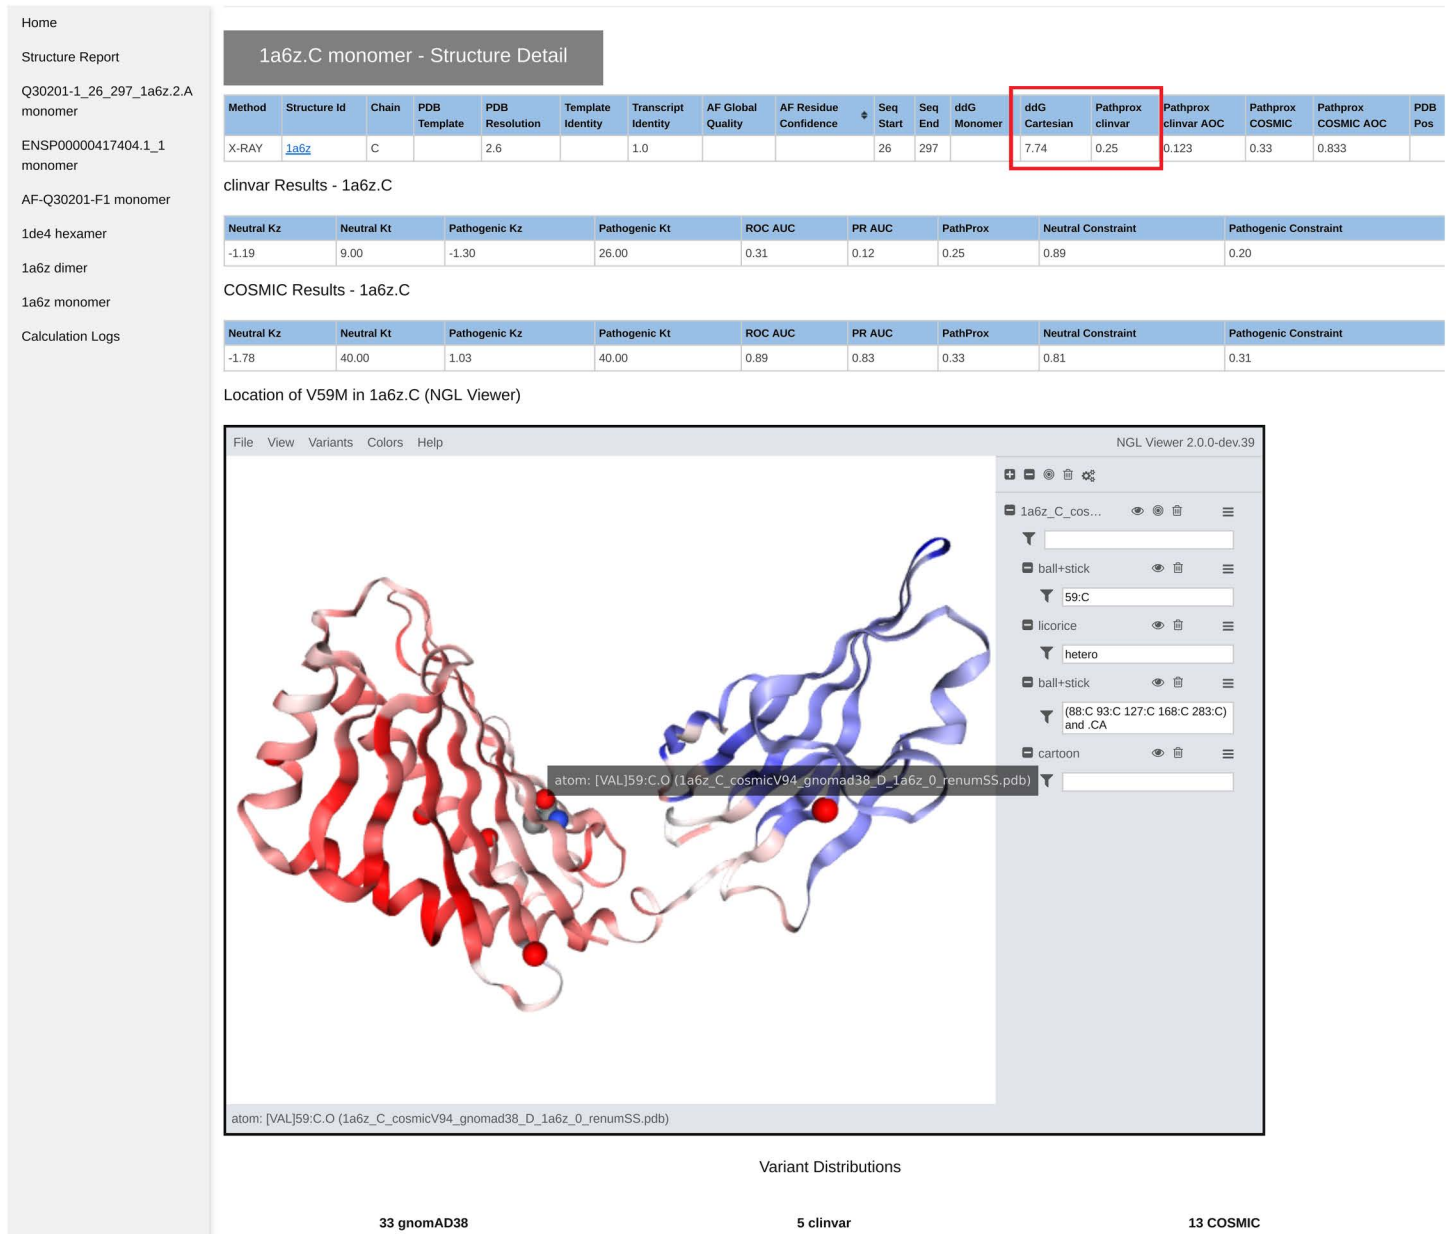 Home
Structure Report
Q30201-1_26_297_1a6z.2.A
monomer
ENSP00000417404.1_1
monomer
AF-Q30201-F1 monomer
1de4 hexamer
1a6z dimer
1a6z monomer
Calculation Logs
1a6z.C monomer - Structure Detail
Method Structure Id Chain PDB Template PDB Resolution Template Identity Transcript Identity AF Global Quality AF Residue Confidence Seq Start Seq End ddG Monomer ddG Cartesian Pathprox clinvar Pathprox clinvar AOC Pathprox COSMIC Pathprox COSMIC AOC PDB Pos
X-RAY 1a6z C 2.6 1.0 26 297 7.74 0.25 0.123 0.33 0.833
clinvar Results - 1a6z.C
Neutral Kz Neutral Kt Pathogenic Kz Pathogenic Kt ROC AUC PR AUC PathProx Neutral Constraint Pathogenic Constraint
-1.19 9.00 -1.30 26.00 0.31 0.12 0.25 0.89 0.20
COSMIC Results - 1a6z.C
Neutral Kz Neutral Kt Pathogenic Kz Pathogenic Kt ROC AUC PR AUC PathProx Neutral Constraint Pathogenic Constraint
-1.78 40.00 1.03 40.00 0.89 0.83 0.33 0.81 0.31
Location of V59M in 1a6z.C (NGL Viewer)
File View Variants Colors Help NGL Viewer 2.0.0-dev.39
1a6z_C_cos...
ball+stick
59:C
licorice
hetero
ball+stick
(88:C 93:C 127:C 168:C 283:C)
and .CA
cartoon
atom: [VAL]59:C.O (1a6z_C_cosmicV94_gnomad38_D_1a6z_0_renumSS.pdb)
atom: [VAL]59:C.O (1a6z_C_cosmicV94_gnomad38_D_1a6z_0_renumSS.pdb)
Variant Distributions
33 gnomAD38 5 clinvar 13 COSMIC